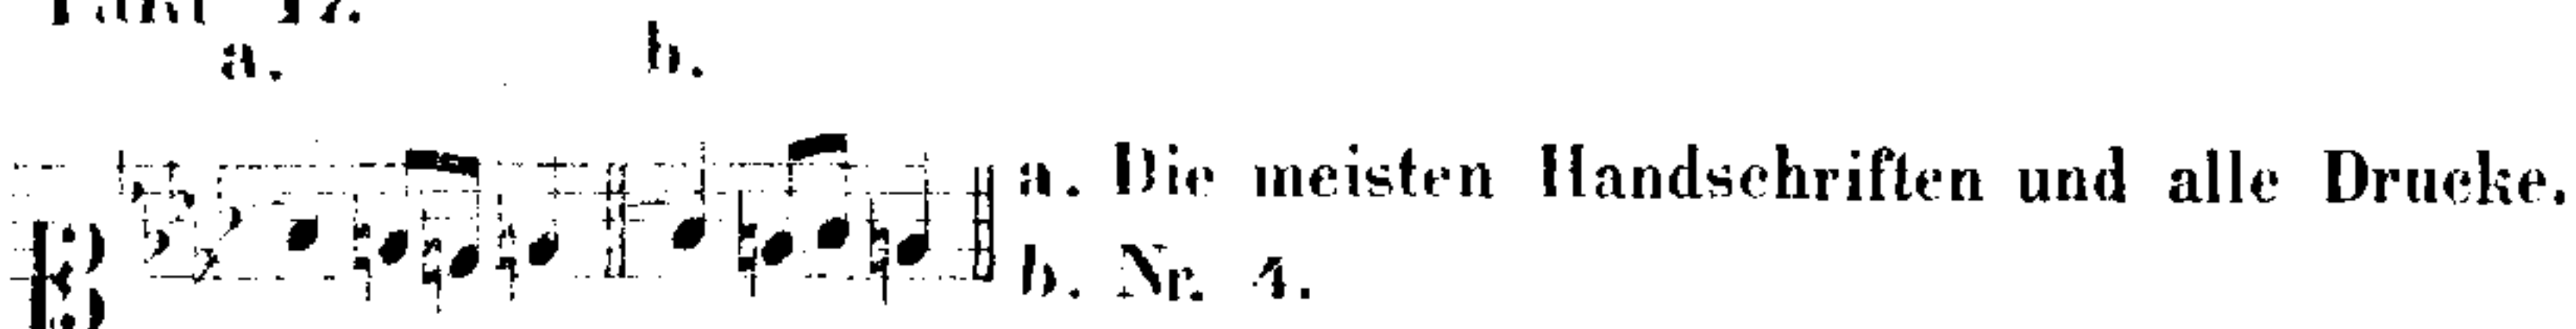 a. b.
a. Die meisten Handschriften und alle Drucke.
b. Nr. 4.